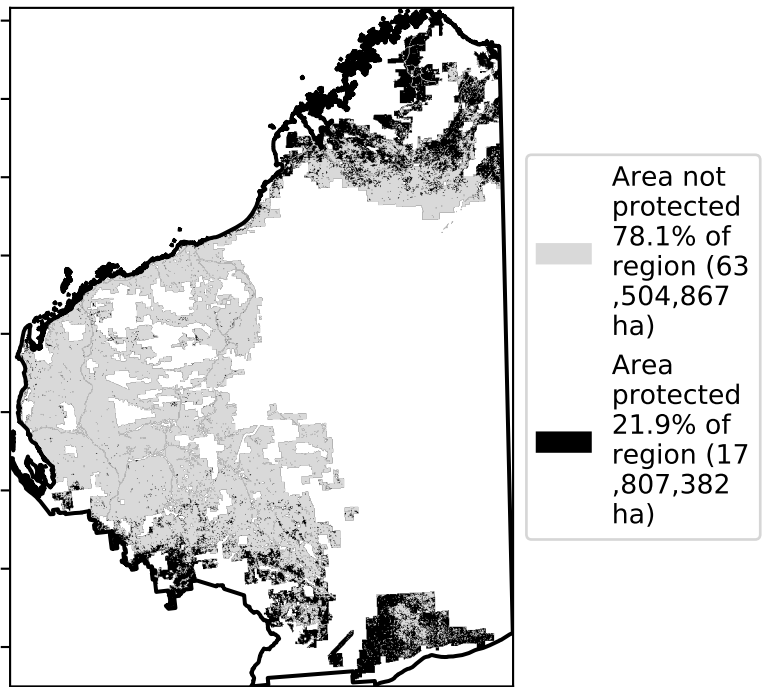 Area not
protected
78.1% of
region (63
,504,867
ha)
Area
protected
21.9% of
region (17
,807,382
ha)